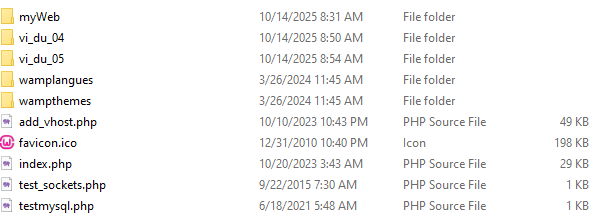 myWeb 10/14/2025 8:31 AM File folder
vi_du_04 10/14/2025 8:50 AM File folder
vi_du_05 10/14/2025 8:54 AM File folder
wamplangues 3/26/2024 11:45 AM File folder
wampthemes 3/26/2024 11:45 AM File folder
add_vhost.php 10/10/2023 10:43 PM PHP Source File 49 KB
favicon.ico 12/31/2010 10:40 PM Icon 198 KB
index.php 10/20/2023 3:43 AM PHP Source File 29 KB
test_sockets.php 9/22/2015 7:30 AM PHP Source File 1 KB
testmysql.php 6/18/2021 5:48 AM PHP Source File 1 KB